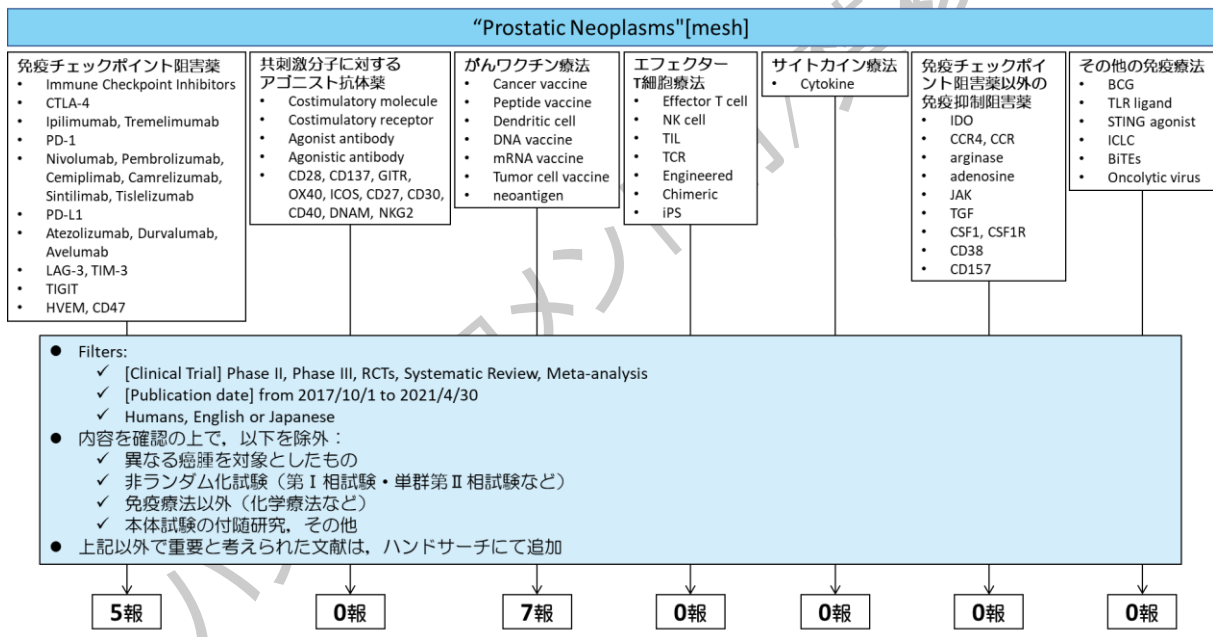 “Prostatic Neoplasms"[mesh]
免疫チェックポイント阻害薬
• Immune Checkpoint Inhibitors
• CTLA-4
• Ipilimumab, Tremelimumab
• PD-1
• Nivolumab, Pembrolizumab,
Cemiplimab, Camrelizumab,
Sintilimab, Tislelizumab
• PD-L1
• Atezolizumab, Durvalumab,
Avelumab
• LAG-3, TIM-3
• TIGIT
• HVEM, CD47
共刺激分子に対する
アゴニスト抗体薬
• Costimulatory molecule
• Costimulatory receptor
• Agonist antibody
• Agonistic antibody
• CD28, CD137, GITR,
OX40, ICOS, CD27, CD30,
CD40, DNAM, NKG2
がんワクチン療法
• Cancer vaccine
• Peptide vaccine
• Dendritic cell
• DNA vaccine
• mRNA vaccine
• Tumor cell vaccine
• neoantigen
エフェクター
T細胞療法
• Effector T cell
• NK cell
• TIL
• TCR
• Engineered
• Chimeric
• iPS
サイトカイン療法
• Cytokine
免疫チェックポイ
ント阻害薬以外の
免疫抑制阻害薬
• IDO
• CCR4, CCR
• arginase
• adenosine
• JAK
• TGF
• CSF1, CSF1R
• CD38
• CD157
その他の免疫療法
• BCG
• TLR ligand
• STING agonist
• ICLC
• BiTEs
• Oncolytic virus
● Filters:
✓ [Clinical Trial] Phase II, Phase III, RCTs, Systematic Review, Meta-analysis
✓ [Publication date] from 2017/10/1 to 2021/4/30
✓ Humans, English or Japanese
● 内容を確認の上で，以下を除外：
✓ 異なる癌腫を対象としたもの
✓ 非ランダム化試験（第Ⅰ相試験・単群第Ⅱ相試験など）
✓ 免疫療法以外（化学療法など）
✓ 本体試験の付随研究，その他
● 上記以外で重要と考えられた文献は，ハンドサーチにて追加
5報
0報
7報
0報
0報
0報
0報